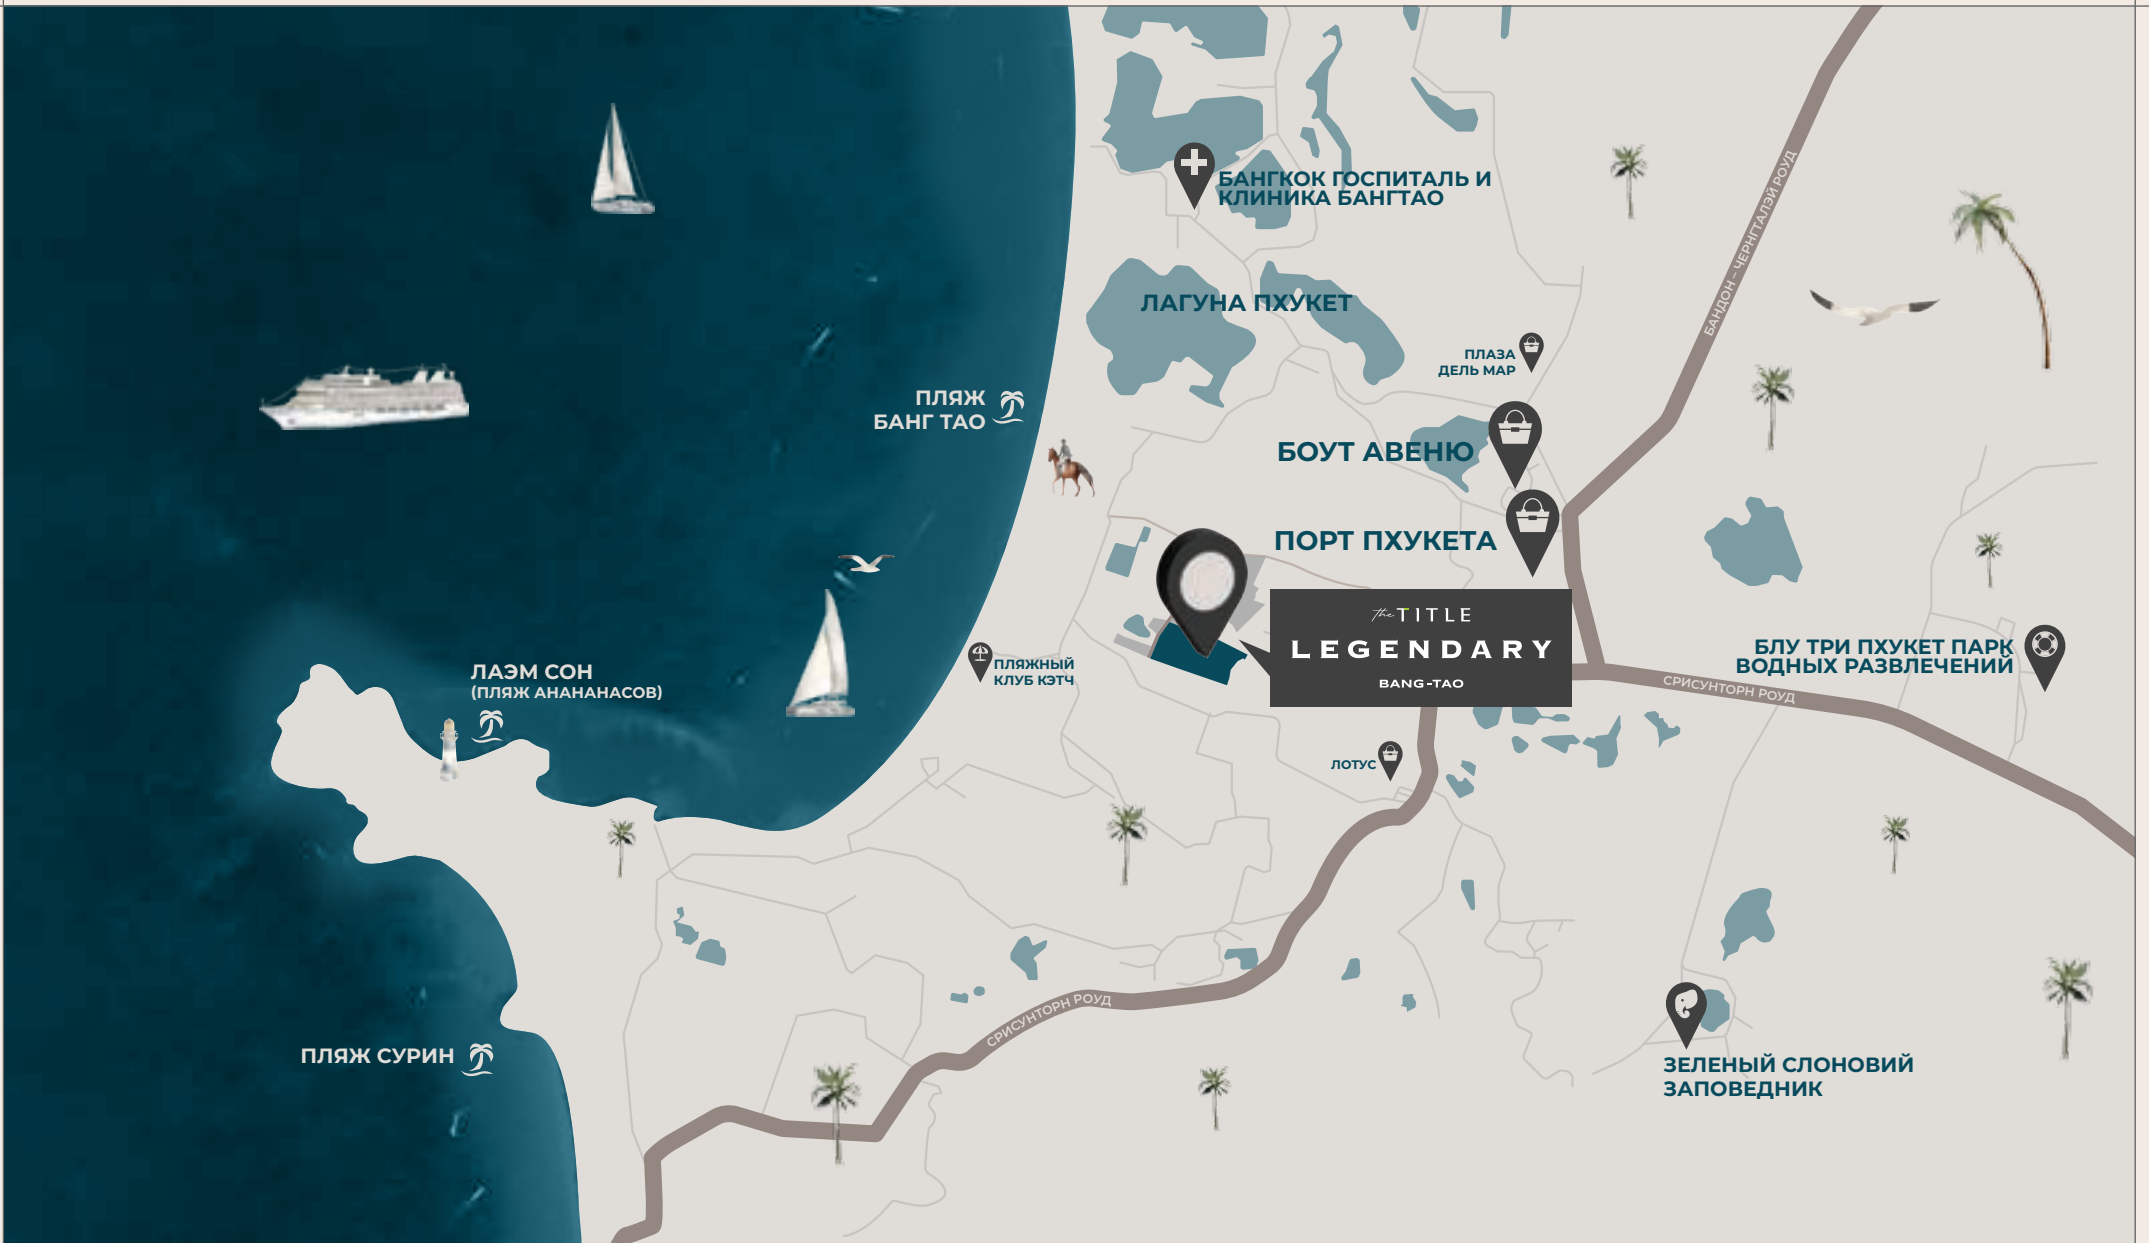 БАНДОН – ЧЕРНГТАЛЭЙ РОУД
БАНГКОК ГОСПИТАЛЬ И
КЛИНИКА БАНГТАО
ЛАГУНА ПХУКЕТ
ПЛАЗА
ДЕЛЬ МАР
ПЛЯЖ
БАНГ ТАО
БОУТ АВЕНЮ
ПОРТ ПХУКЕТА
the TITLE
LEGENDARY
BANG-TAO
БЛУ ТРИ ПХУКЕТ ПАРК
ВОДНЫХ РАЗВЛЕЧЕНИЙ
СРИСУНТОРН РОУД
ПЛЯЖНЫЙ
КЛУБ КЭТЧ
ЛАЭМ СОН
(ПЛЯЖ АНАНАНАСОВ)
ЛОТУС
СРИСУНТОРН РОУД
ПЛЯЖ СУРИН
ЗЕЛЕНЫЙ СЛОНОВИЙ
ЗАПОВЕДНИК